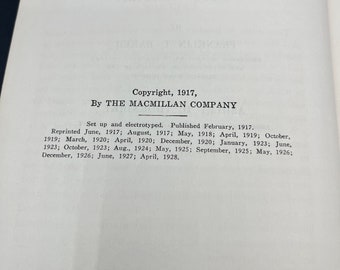 Copyright, 1917,
By THE MACMILLAN COMPANY
Set up and electrotyped. Published February, 1917.
Reprinted June, 1917; August, 1917; May, 1918; April, 1919; October,
1919; March, 1920; April, 1920; December, 1920; January, 1923; June,
1923; October, 1923; Aug., 1924; May, 1925; September, 1925; May, 1926;
December, 1926; June, 1927; April, 1928.